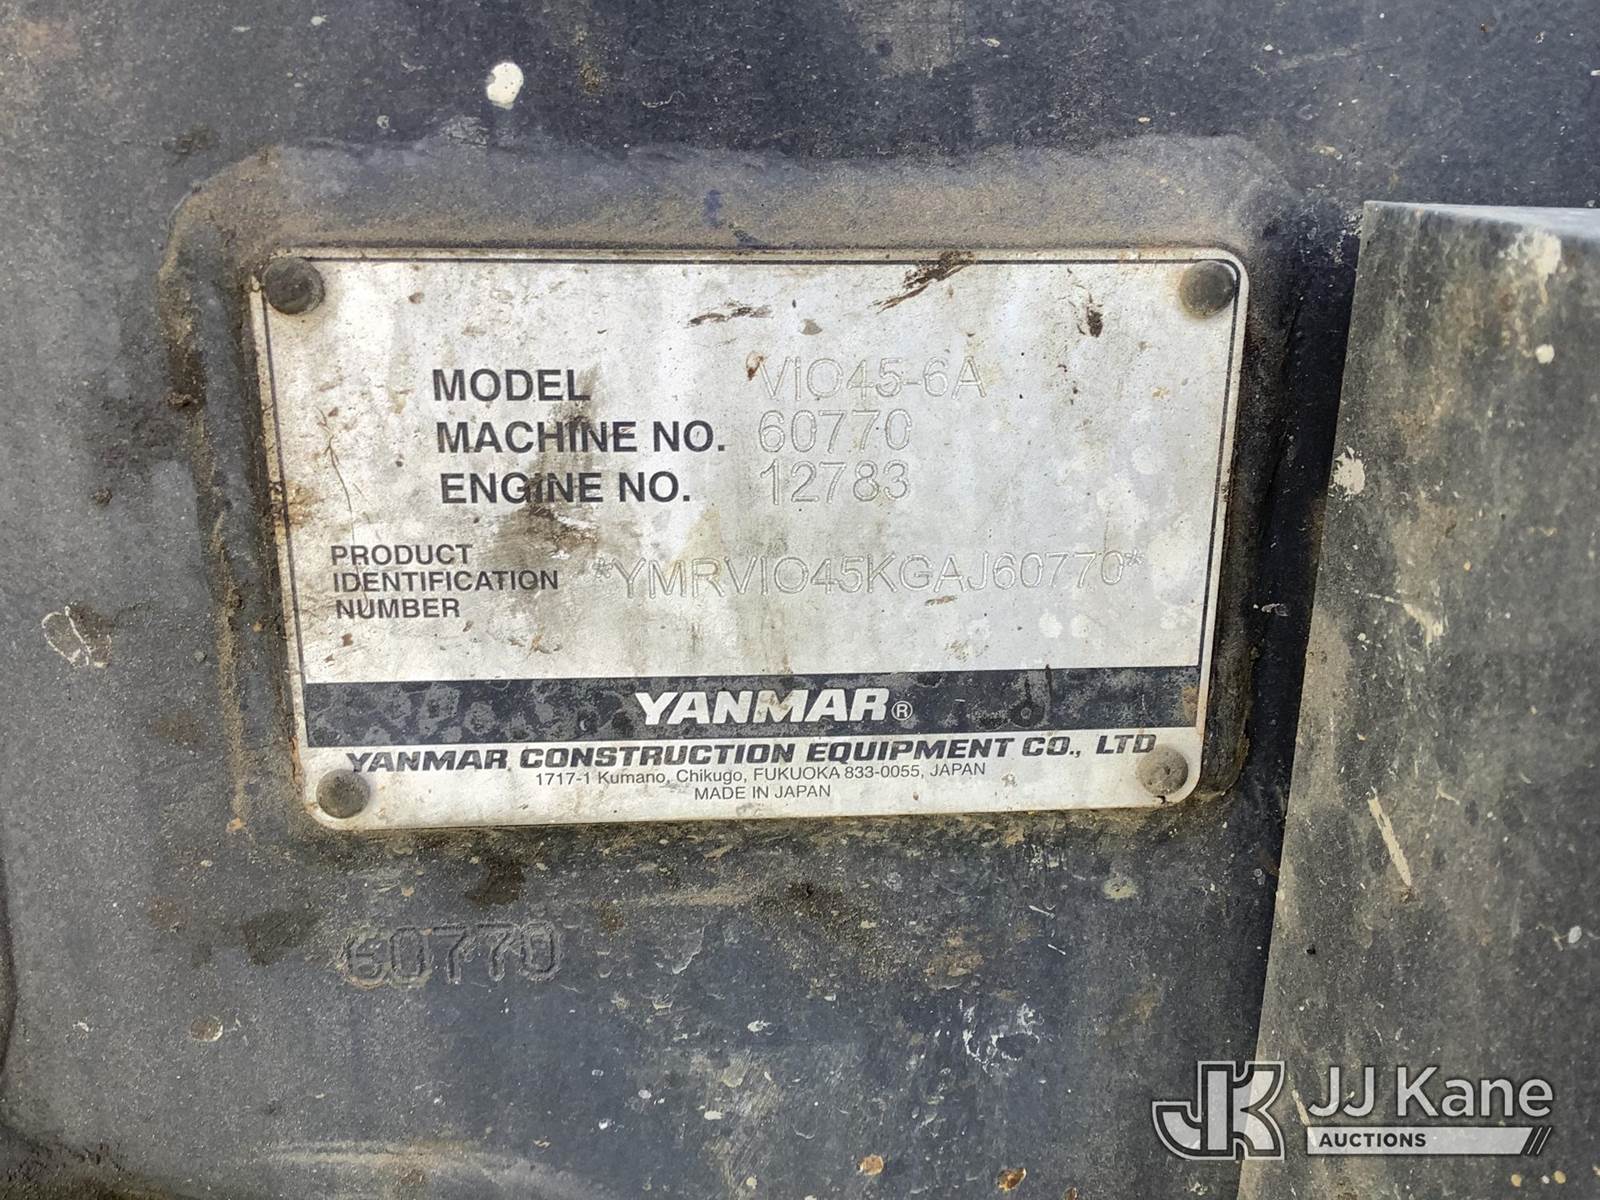 MODEL VIO45-6A
MACHINE NO. 60770
ENGINE NO. 12783
PRODUCT
IDENTIFICATION
NUMBER
*YMRVIO45KGAJ60770*
YANMAR®
YANMAR CONSTRUCTION EQUIPMENT CO., LTD
1717-1 Kumano, Chikugo, FUKUOKA 833-0055, JAPAN
MADE IN JAPAN
60770
JK JJ Kane
AUCTIONS